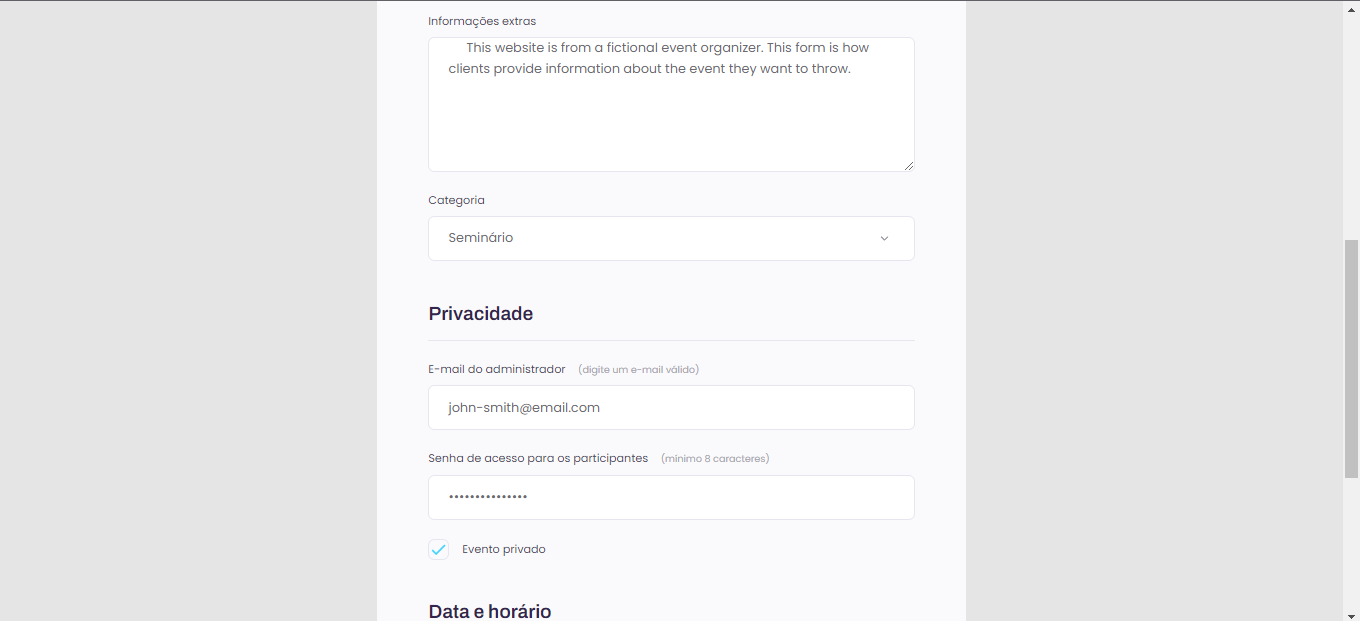 Informações extras
This website is from a fictional event organizer. This form is how
clients provide information about the event they want to throw.
Categoria
Seminário
Privacidade
E-mail do administrador (digite um e-mail válido)
john-smith@email.com
Senha de acesso para os participantes (mínimo 8 caracteres)
•••••••••••••••
Evento privado
Data e horário